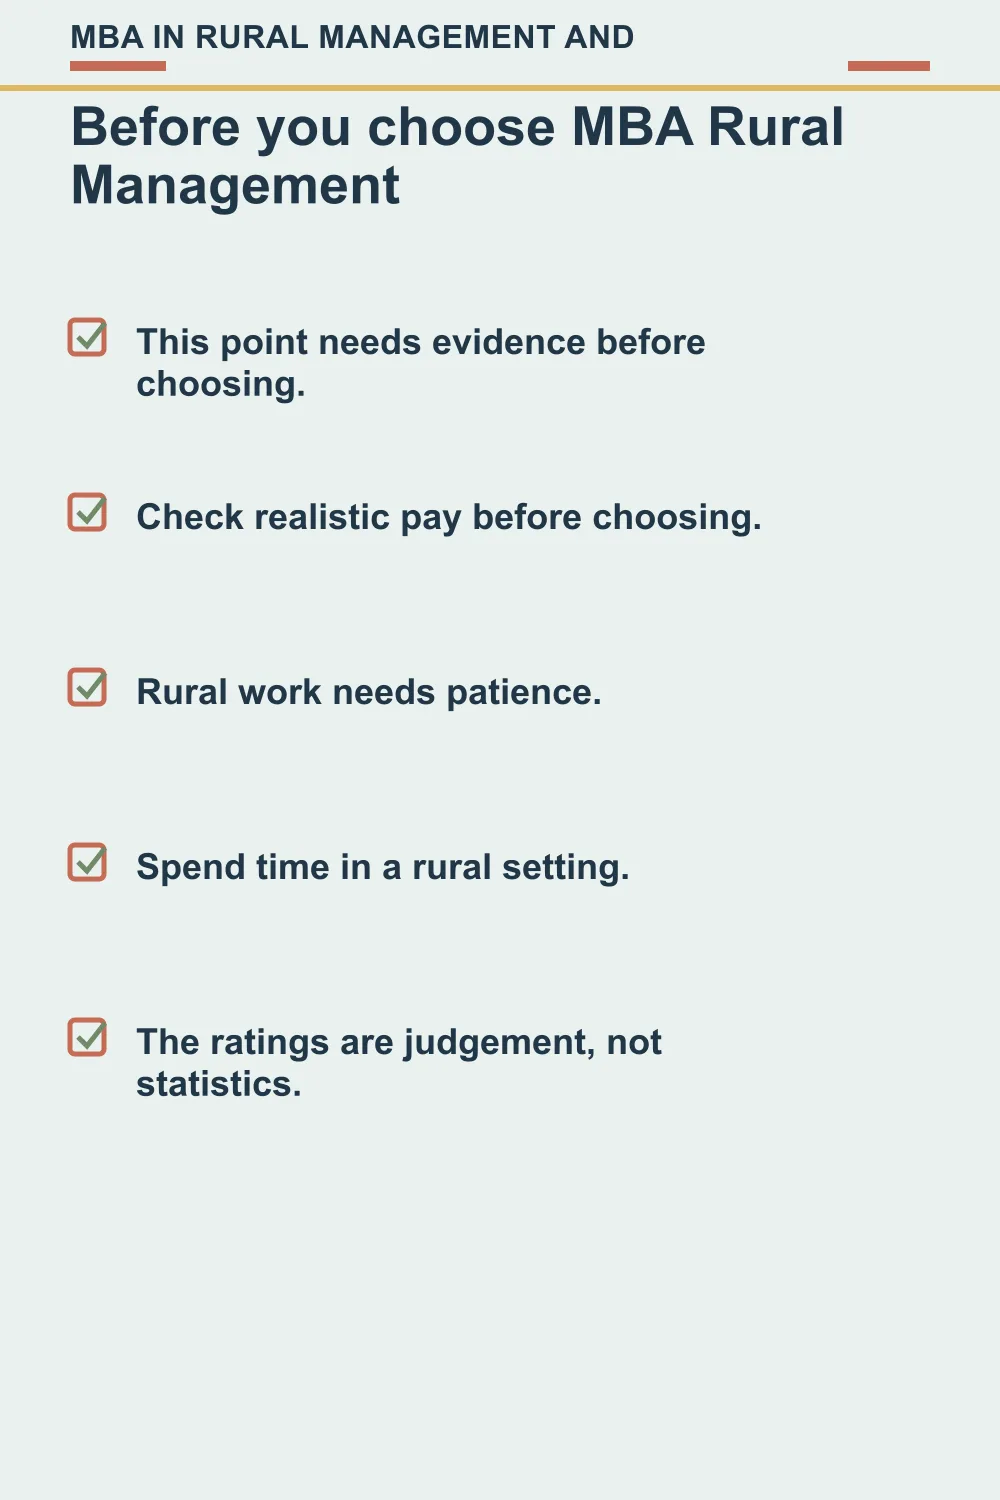 MBA IN RURAL MANAGEMENT AND
Before you choose MBA Rural
Management
This point needs evidence before
choosing.
Check realistic pay before choosing.
Rural work needs patience.
Spend time in a rural setting.
The ratings are judgement, not
statistics.